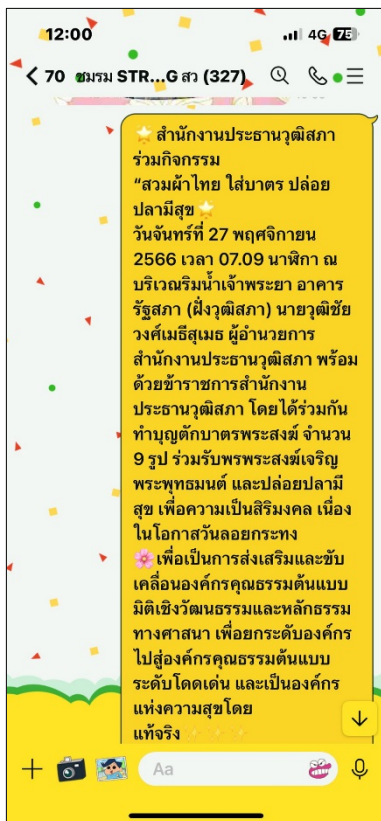 12:00
4G 75
70 ชมรม STR...G สว (327)
🌟 สำนักงานประธานวุฒิสภา
ร่วมกิจกรรม
“สวมผ้าไทย ใส่บาตร ปล่อย
ปลามีสุข🌟
วันจันทร์ที่ 27 พฤศจิกายน
2566 เวลา 07.09 นาฬิกา ณ
บริเวณริมน้ำเจ้าพระยา อาคาร
รัฐสภา (ฝั่งวุฒิสภา) นายวุฒิชัย
วงศ์เมธีสุเมธ ผู้อำนวยการ
สำนักงานประธานวุฒิสภา พร้อม
ด้วยข้าราชการสำนักงาน
ประธานวุฒิสภา โดยได้ร่วมกัน
ทำบุญตักบาตรพระสงฆ์ จำนวน
9 รูป ร่วมรับพรพระสงฆ์เจริญ
พระพุทธมนต์ และปล่อยปลามี
สุข เพื่อความเป็นสิริมงคล เนื่อง
ในโอกาสวันลอยกระทง
🌸 เพื่อเป็นการส่งเสริมและขับ
เคลื่อนองค์กรคุณธรรมต้นแบบ
มิติเชิงวัฒนธรรมและหลักธรรม
ทางศาสนา เพื่อยกระดับองค์กร
ไปสู่องค์กรคุณธรรมต้นแบบ
ระดับโดดเด่น และเป็นองค์กร
แห่งความสุขโดย
แท้จริง✨✨✨
Aa